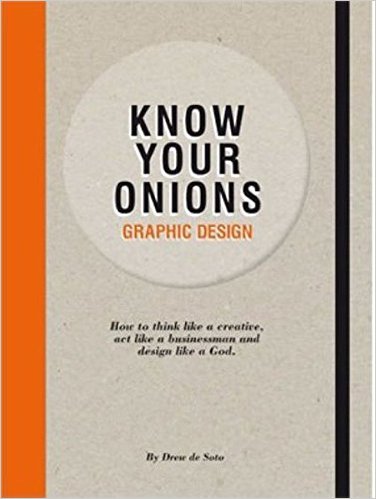 KNOW
YOUR
ONIONS
GRAPHIC DESIGN
How to think like a creative,
act like a businessman and
design like a God.
By Drew de Soto